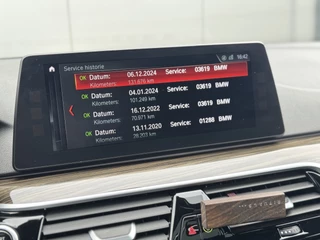 16:42
Service historie
OK Datum: 06.12.2024 Service: 03619 BMW
Kilometers: 131.679 km
OK Datum: 04.01.2024 Service: 03619 BMW
Kilometers: 101.249 km
OK Datum: 16.12.2022 Service: 03619 BMW
Kilometers: 70.971 km
OK Datum: 13.11.2020 Service: 01288 BMW
Kilometers: 29.203 km